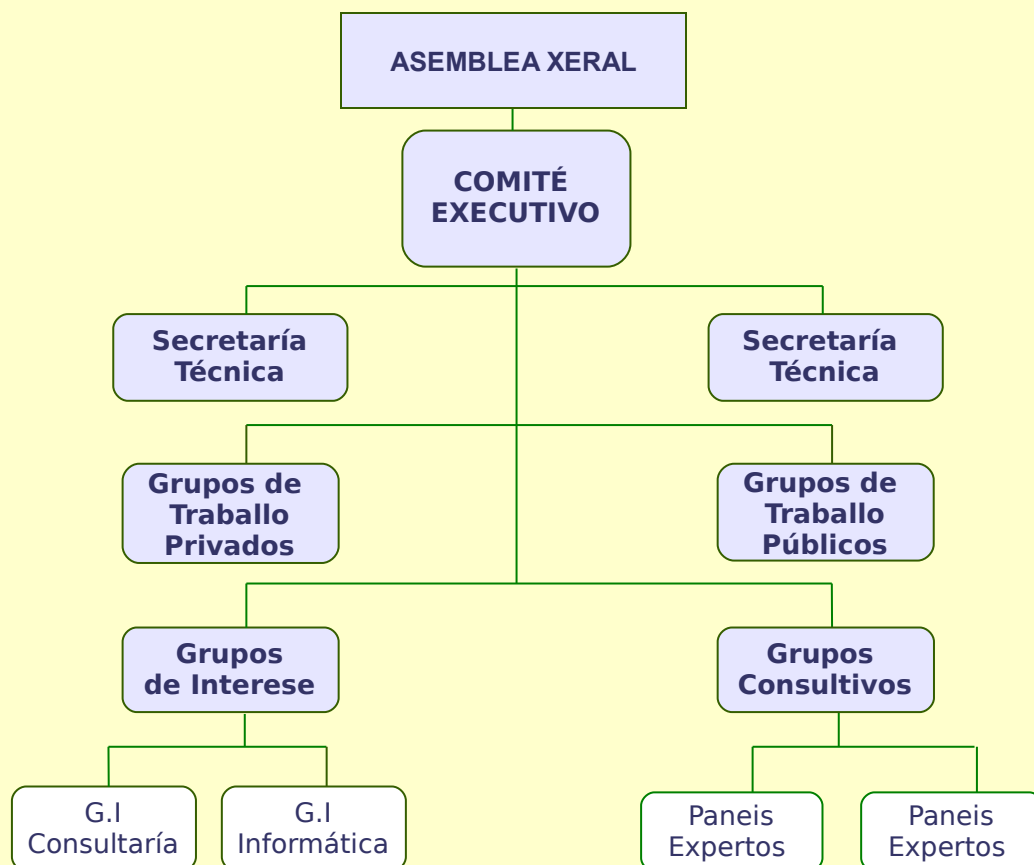 ASEMBLEA XERAL
COMITÉ
EXECUTIVO
Secretaría
Técnica
Secretaría
Técnica
Grupos de
Traballo
Privados
Grupos de
Traballo
Públicos
Grupos
de Interese
Grupos
Consultivos
G.I
Consultaría
G.I
Informática
Paneis
Expertos
Paneis
Expertos